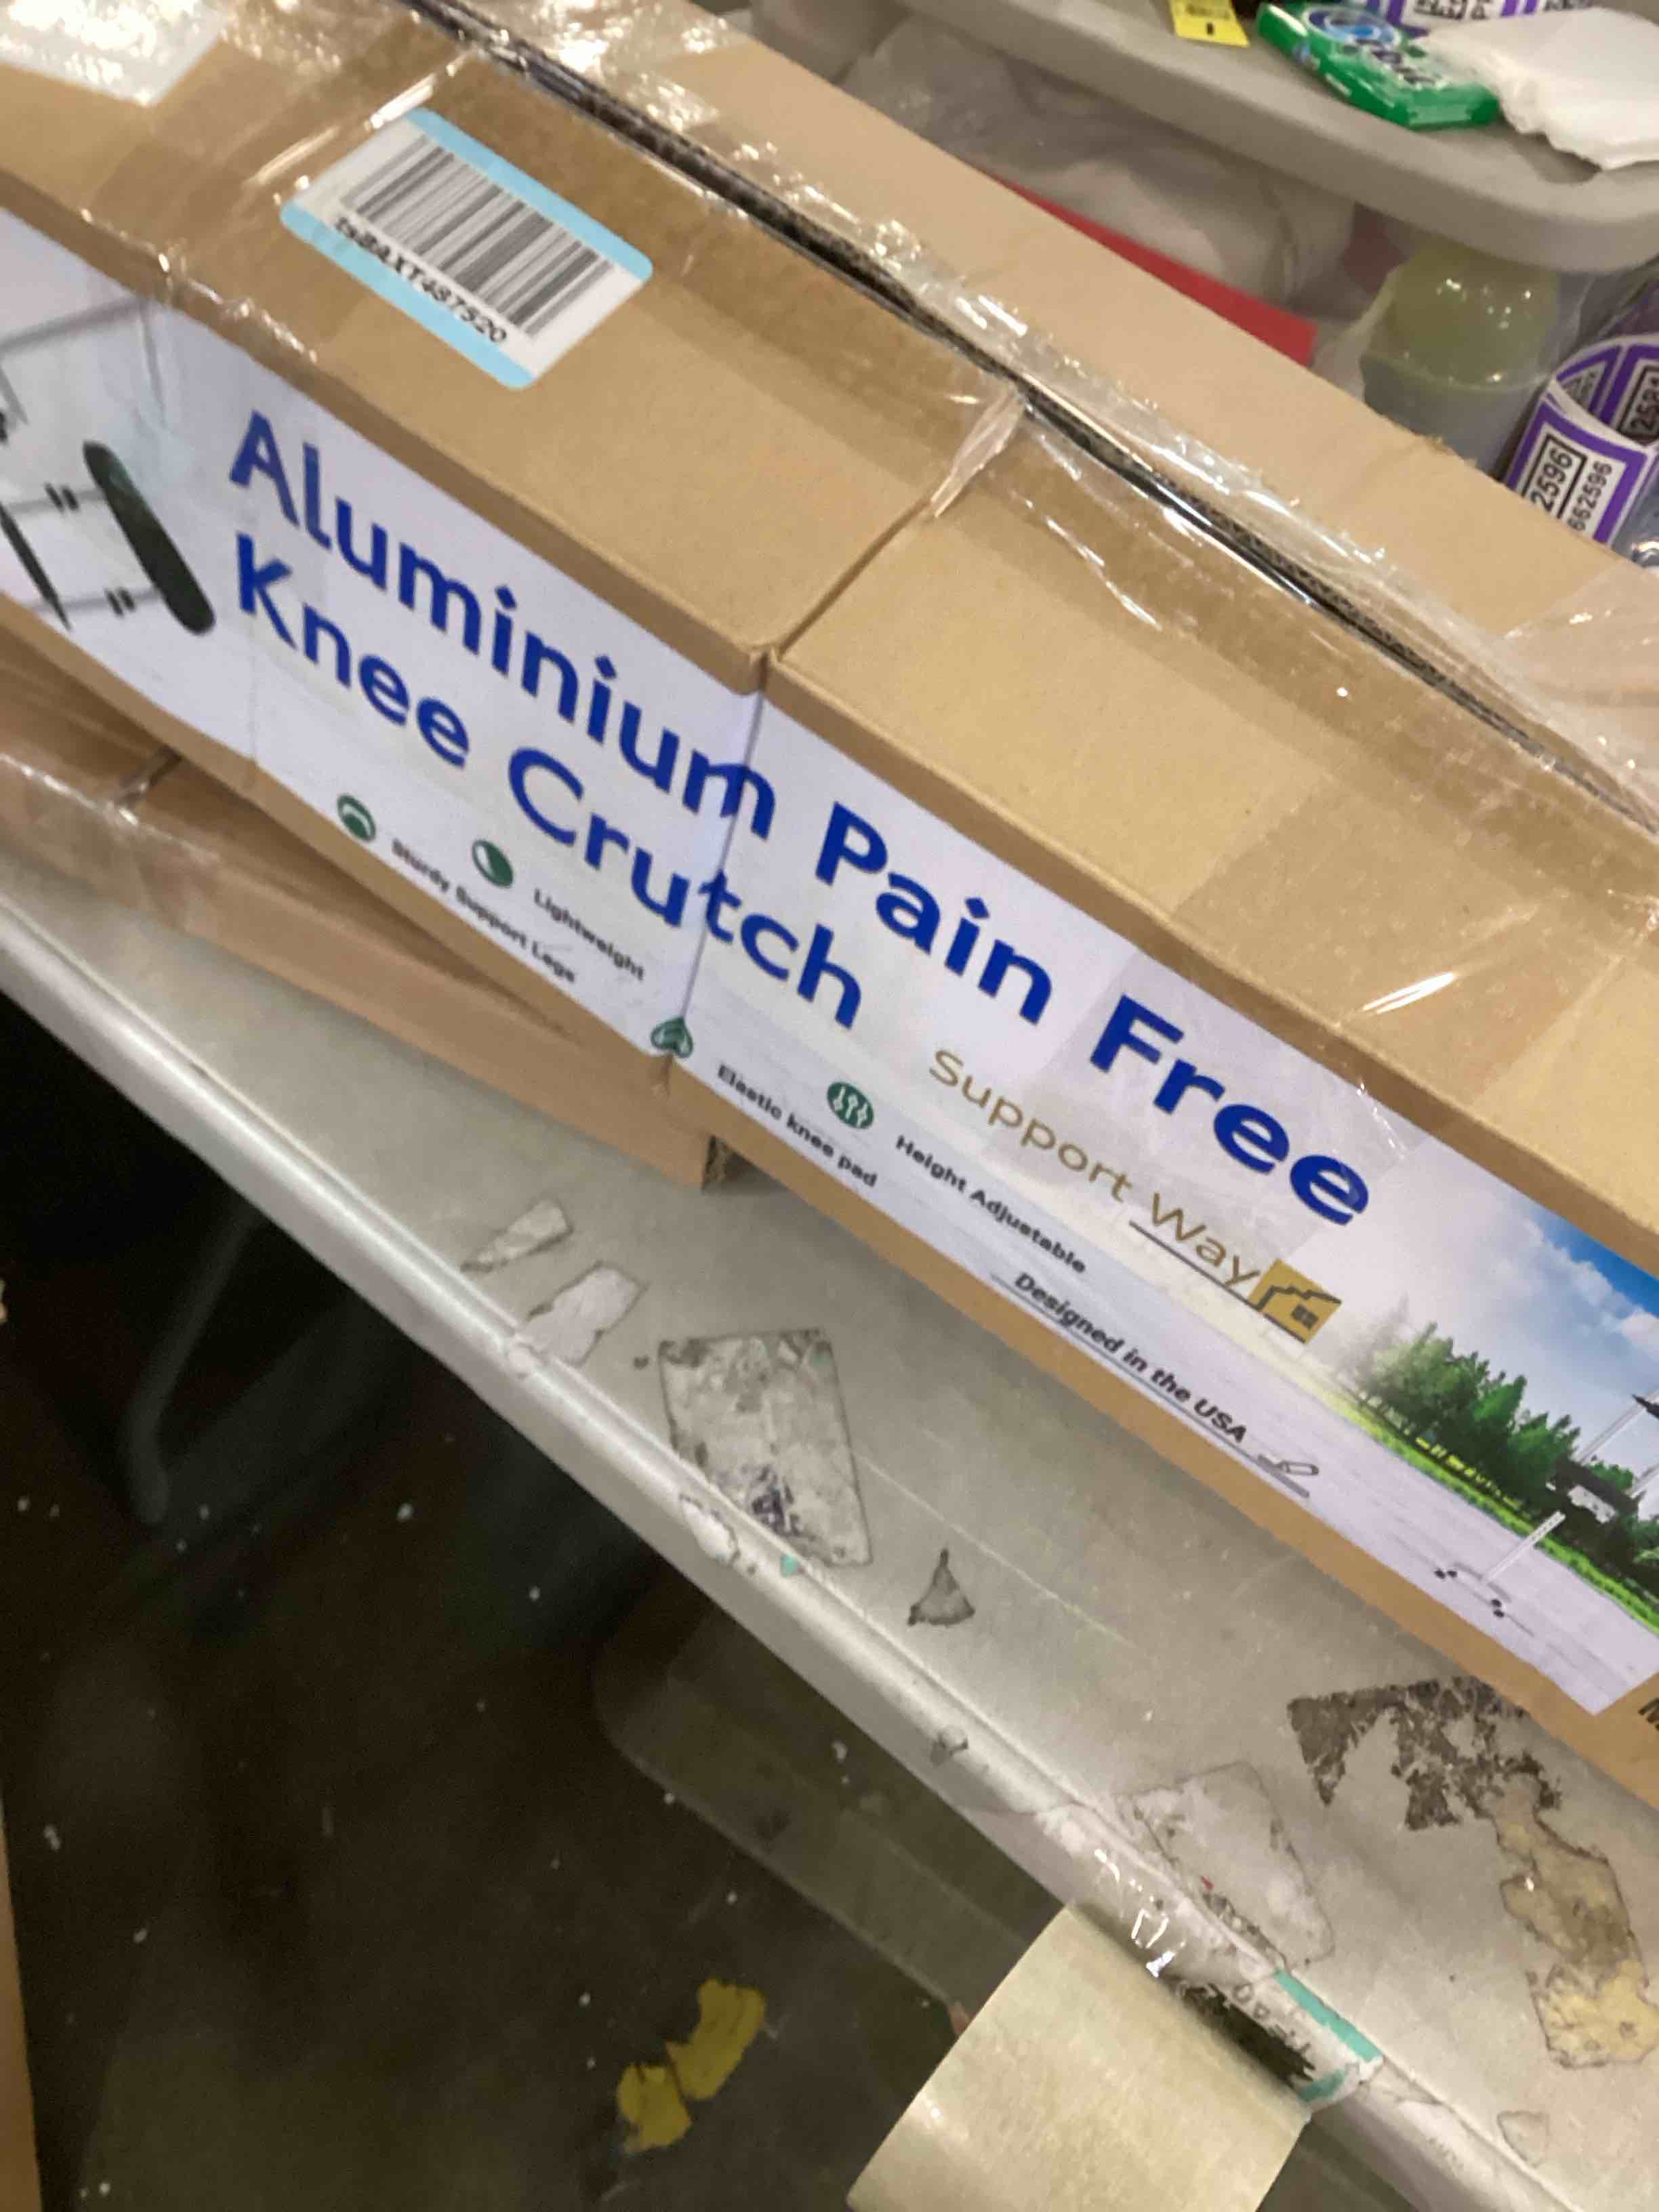 tsBAXT487520
Aluminium Pain Free
Knee Crutch
Support Way
Lightweight
Sturdy Support Legs
Height Adjustable
Elastic knee pad
Designed in the USA
2596
662596